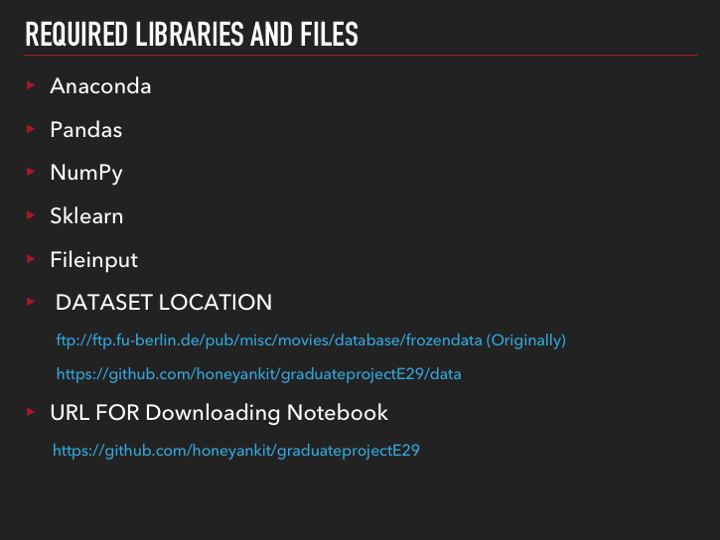 REQUIRED LIBRARIES AND FILES
Anaconda
Pandas
NumPy
Sklearn
Fileinput
DATASET LOCATION
ftp://ftp.fu-berlin.de/pub/misc/movies/database/frozendata (Originally)
https://github.com/honeyankit/graduateprojectE29/data
URL FOR Downloading Notebook
https://github.com/honeyankit/graduateprojectE29